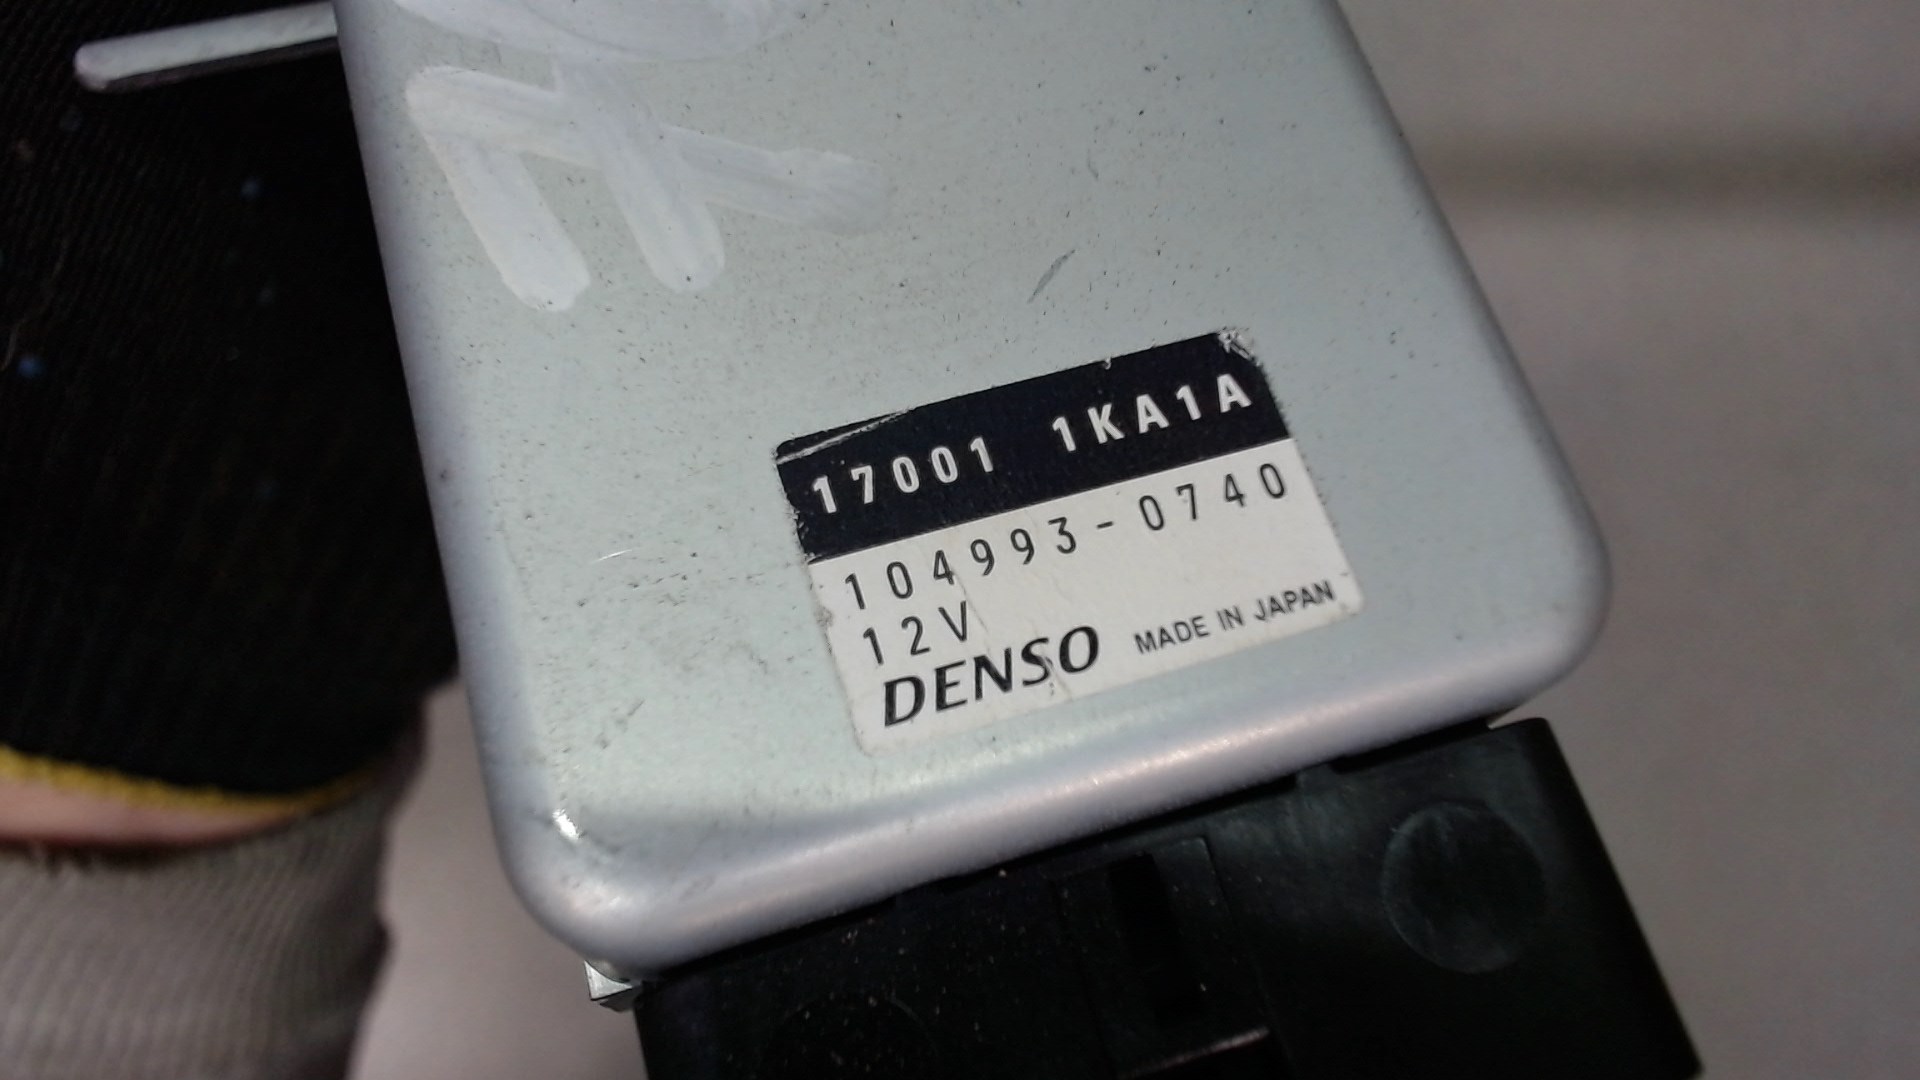 17001 1KA1A
104993-0740
12V
DENSO MADE IN JAPAN